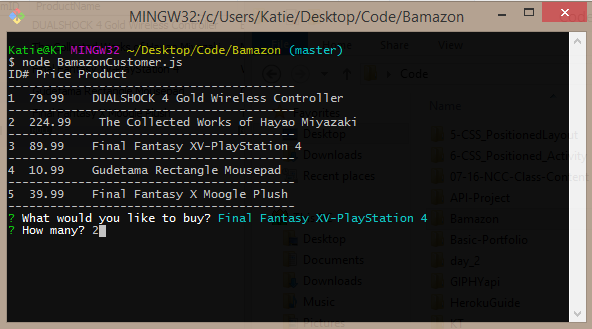 MINGW32:/c/Users/Katie/Desktop/Code/Bamazon
Katie@KT MINGW32 ~/Desktop/Code/Bamazon (master)
$ node BamazonCustomer.js
ID# Price Product
-----------------------------------
1 79.99 DUALSHOCK 4 Gold Wireless Controller
-----------------------------------
2 224.99 The Collected Works of Hayao Miyazaki
-----------------------------------
3 89.99 Final Fantasy XV-PlayStation 4
-----------------------------------
4 10.99 Gudetama Rectangle Mousepad
-----------------------------------
5 39.99 Final Fantasy X Moogle Plush
-----------------------------------
? What would you like to buy? Final Fantasy XV-PlayStation 4
? How many? 2
Code
Desktop
Downloads
Recent places
Desktop
Documents
Music
Pictures
5-CSS_PositionedLayout
6-CSS_Positioned_Activity
07-16-NCC-Class-Content
API-Project
Bamazon
Basic-Portfolio
day_2
GIPHYapi
HerokuGuide
KT